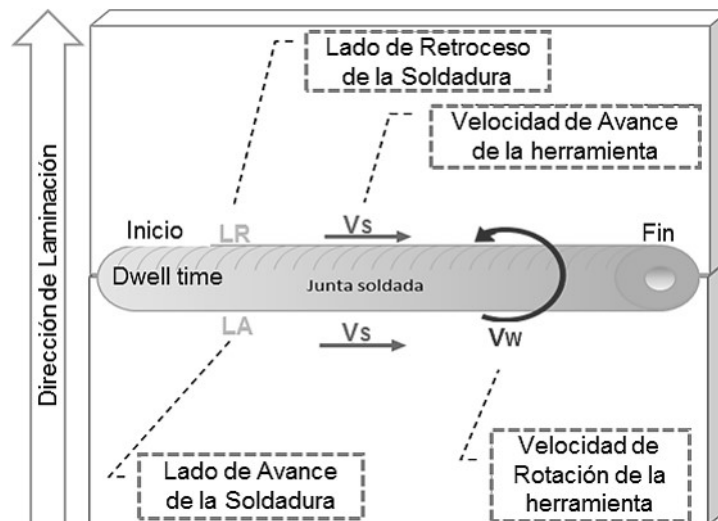 Lado de Retroceso
de la Soldadura
Velocidad de Avance
de la herramienta
Dirección de Laminación
Inicio
LR
Vs
Fin
Dwell time
Junta soldada
LA
Vs
Vw
Lado de Avance
de la Soldadura
Velocidad de
Rotación de la
herramienta